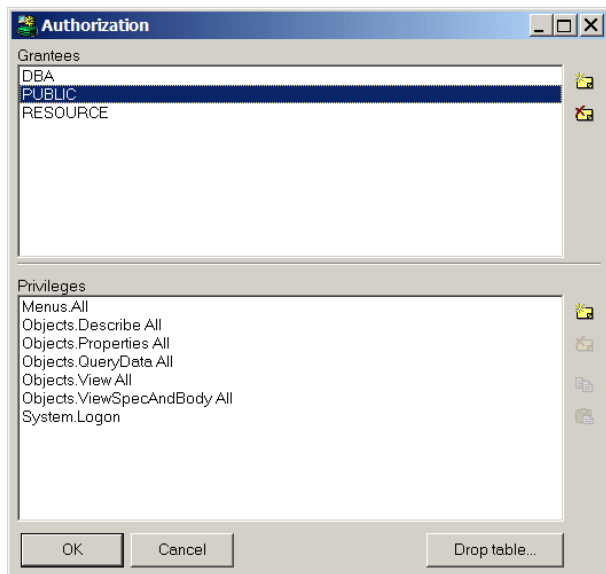 Authorization
Grantees
DBA
PUBLIC
RESOURCE
Privileges
Menus.All
Objects.Describe All
Objects.Properties All
Objects.QueryData All
Objects.View All
Objects.ViewSpecAndBody All
System.Logon
OK
Cancel
Drop table...